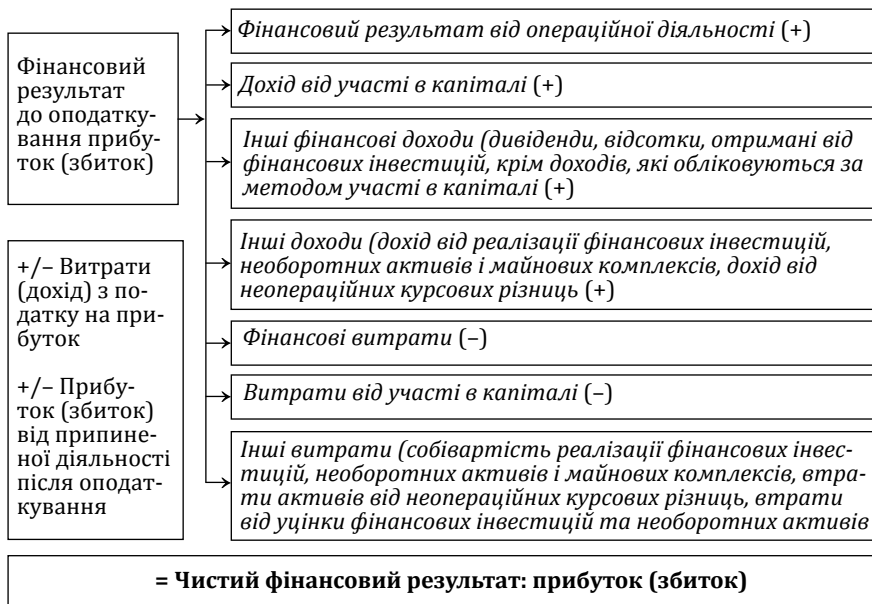 Фінансовий
результат
до оподатку-
вання прибу-
ток (збиток)
Фінансовий результат від операційної діяльності (+)
Дохід від участі в капіталі (+)
Інші фінансові доходи (дивіденди, відсотки, отримані від
фінансових інвестицій, крім доходів, які обліковуються за
методом участі в капіталі (+)
Інші доходи (дохід від реалізації фінансових інвестицій,
необоротних активів і майнових комплексів, дохід від
неопераційних курсових різниць (+)
Фінансові витрати (–)
Витрати від участі в капіталі (–)
Інші витрати (собівартість реалізації фінансових інвес-
тицій, необоротних активів і майнових комплексів, втра-
ти активів від неопераційних курсових різниць, втрати
від уцінки фінансових інвестицій та необоротних активів
+/– Витрати
(дохід) з по-
датку на при-
буток
+/– Прибу-
ток (збиток)
від припине-
ної діяльності
після оподат-
кування
= Чистий фінансовий результат: прибуток (збиток)